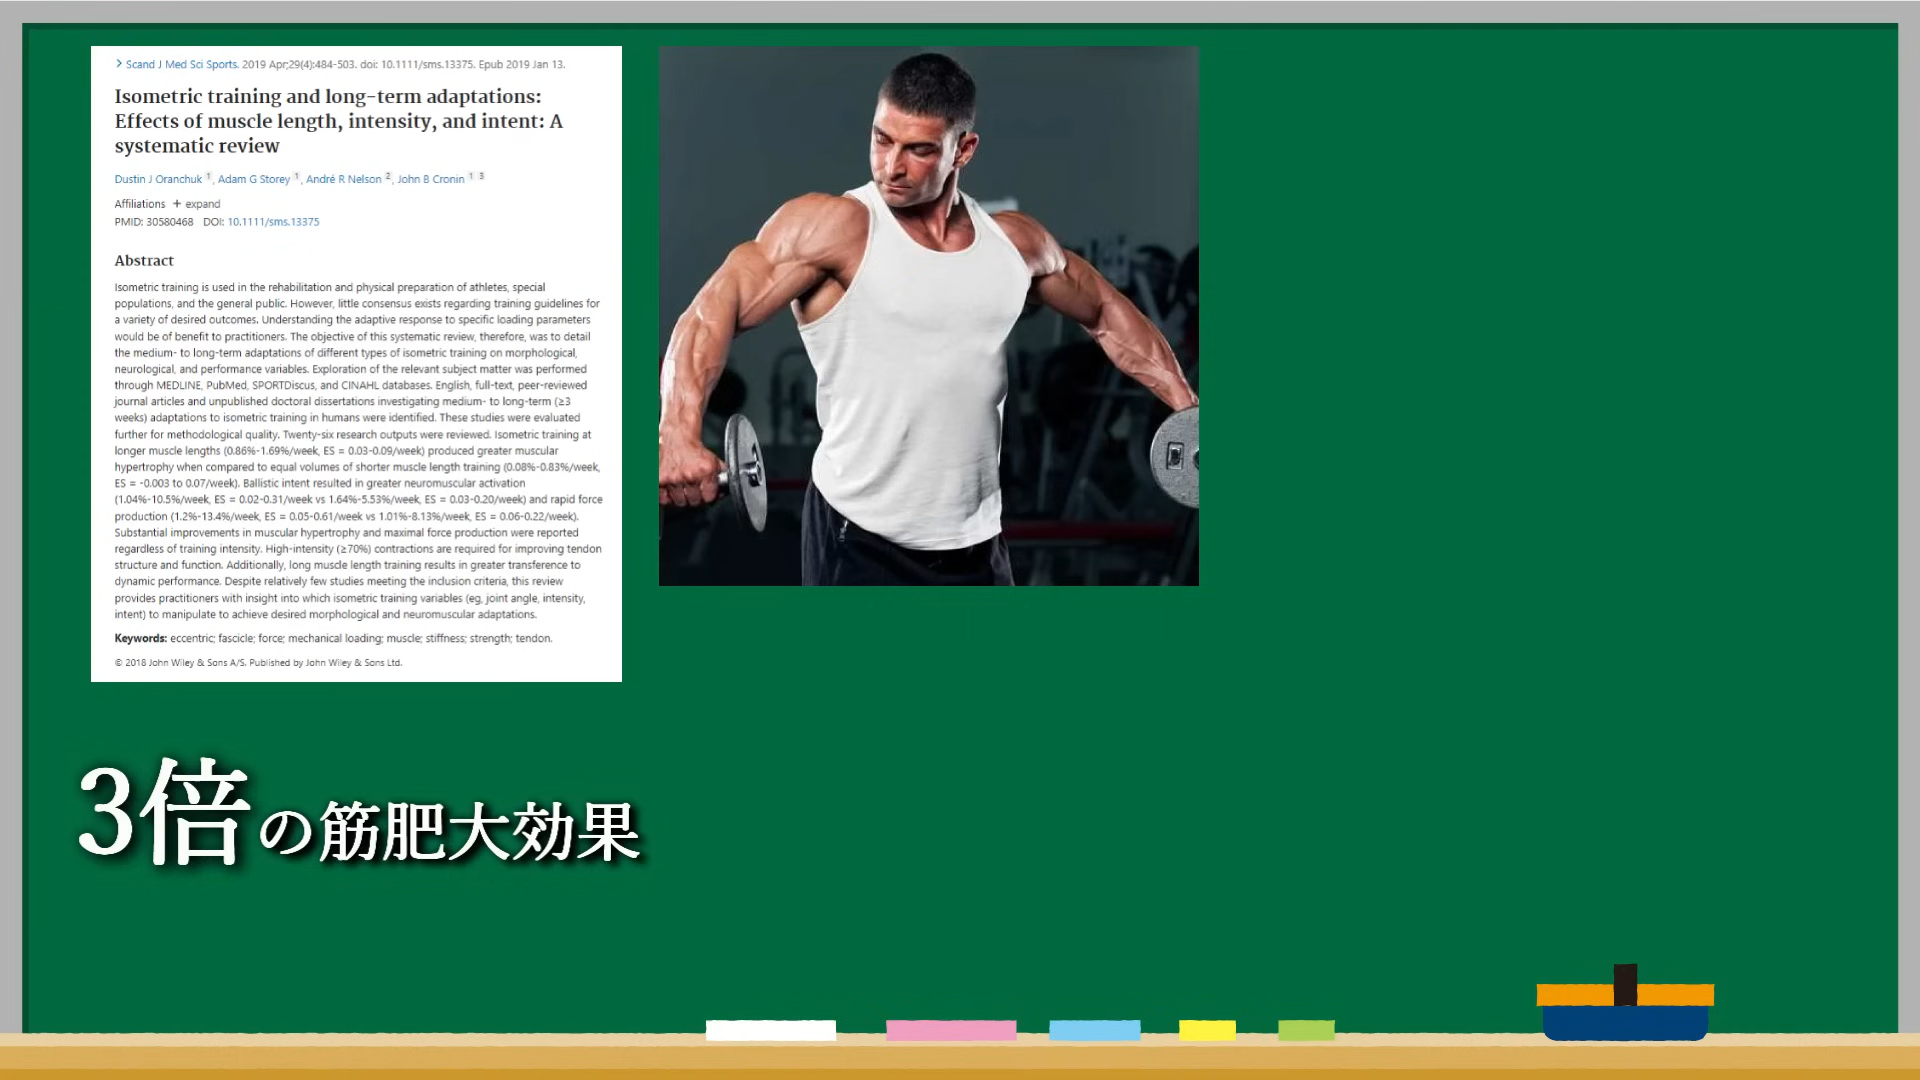 Scand J Med Sci Sports. 2019 Apr;29(4):484-503. doi: 10.1111/sms.13375. Epub 2019 Jan 13.
Isometric training and long-term adaptations:
Effects of muscle length, intensity, and intent: A
systematic review
Dustin J Oranchuk 1, Adam G Storey 1, André R Nelson 2, John B Cronin 1 3
Affiliations + expand
PMID: 30580468 DOI: 10.1111/sms.13375
Abstract
Isometric training is used in the rehabilitation and physical preparation of athletes, special
populations, and the general public. However, little consensus exists regarding training guidelines for
a variety of desired outcomes. Understanding the adaptive response to specific loading parameters
would be of benefit to practitioners. The objective of this systematic review, therefore, was to detail
the medium- to long-term adaptations of different types of isometric training on morphological,
neurological, and performance variables. Exploration of the relevant subject matter was performed
through MEDLINE, PubMed, SPORTDiscus, and CINAHL databases. English, full-text, peer-reviewed
journal articles and unpublished doctoral dissertations investigating medium- to long-term (≥3
weeks) adaptations to isometric training in humans were identified. These studies were evaluated
further for methodological quality. Twenty-six research outputs were reviewed. Isometric training at
longer muscle lengths (0.86%-1.69%/week, ES = 0.03-0.09/week) produced greater muscular
hypertrophy when compared to equal volumes of shorter muscle length training (0.08%-0.83%/week,
ES = -0.003 to 0.07/week). Ballistic intent resulted in greater neuromuscular activation
(1.04%-10.5%/week, ES = 0.02-0.31/week vs 1.64%-5.53%/week, ES = 0.03-0.20/week) and rapid force
production (1.2%-13.4%/week, ES = 0.05-0.61/week vs 1.01%-8.13%/week, ES = 0.06-0.22/week).
Substantial improvements in muscular hypertrophy and maximal force production were reported
regardless of training intensity. High-intensity (≥70%) contractions are required for improving tendon
structure and function. Additionally, long muscle length training results in greater transference to
dynamic performance. Despite relatively few studies meeting the inclusion criteria, this review
provides practitioners with insight into which isometric training variables (eg, joint angle, intensity,
intent) to manipulate to achieve desired morphological and neuromuscular adaptations.
Keywords: eccentric; fascicle; force; mechanical loading; muscle; stiffness; strength; tendon.
© 2018 John Wiley & Sons A/S. Published by John Wiley & Sons Ltd.
3倍の筋肥大効果